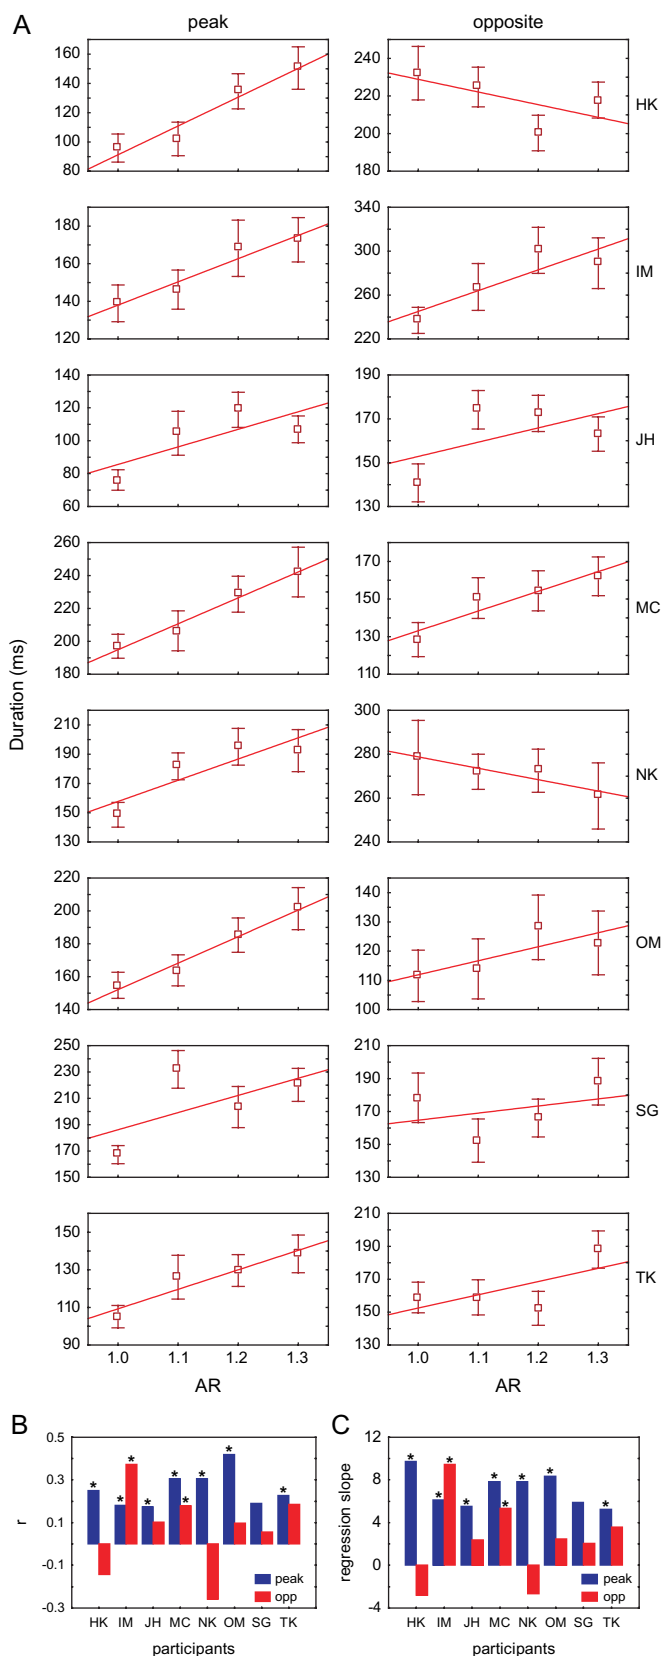 A
peak
opposite
160
140
120
100
80
220
200
180
HK
180
160
140
120
340
300
260
220
IM
140
120
100
80
60
190
170
150
130
JH
260
240
220
200
180
170
150
130
110
MC
Duration (ms)
210
190
170
150
130
300
280
260
240
NK
220
200
180
160
140
140
130
120
110
100
OM
250
230
210
190
170
150
210
190
170
150
130
SG
150
130
110
90
210
190
170
150
130
TK
1.0 1.1 1.2 1.3
1.0 1.1 1.2 1.3
AR
AR
B
0.5
0.3
0.1
-0.1
-0.3
r
* * * * * * * *
*
peak
opp
HK IM JH MC NK OM SG TK
participants
C
12
8
4
0
-4
regression slope
* * * * * * * * *
peak
opp
HK IM JH MC NK OM SG TK
participants